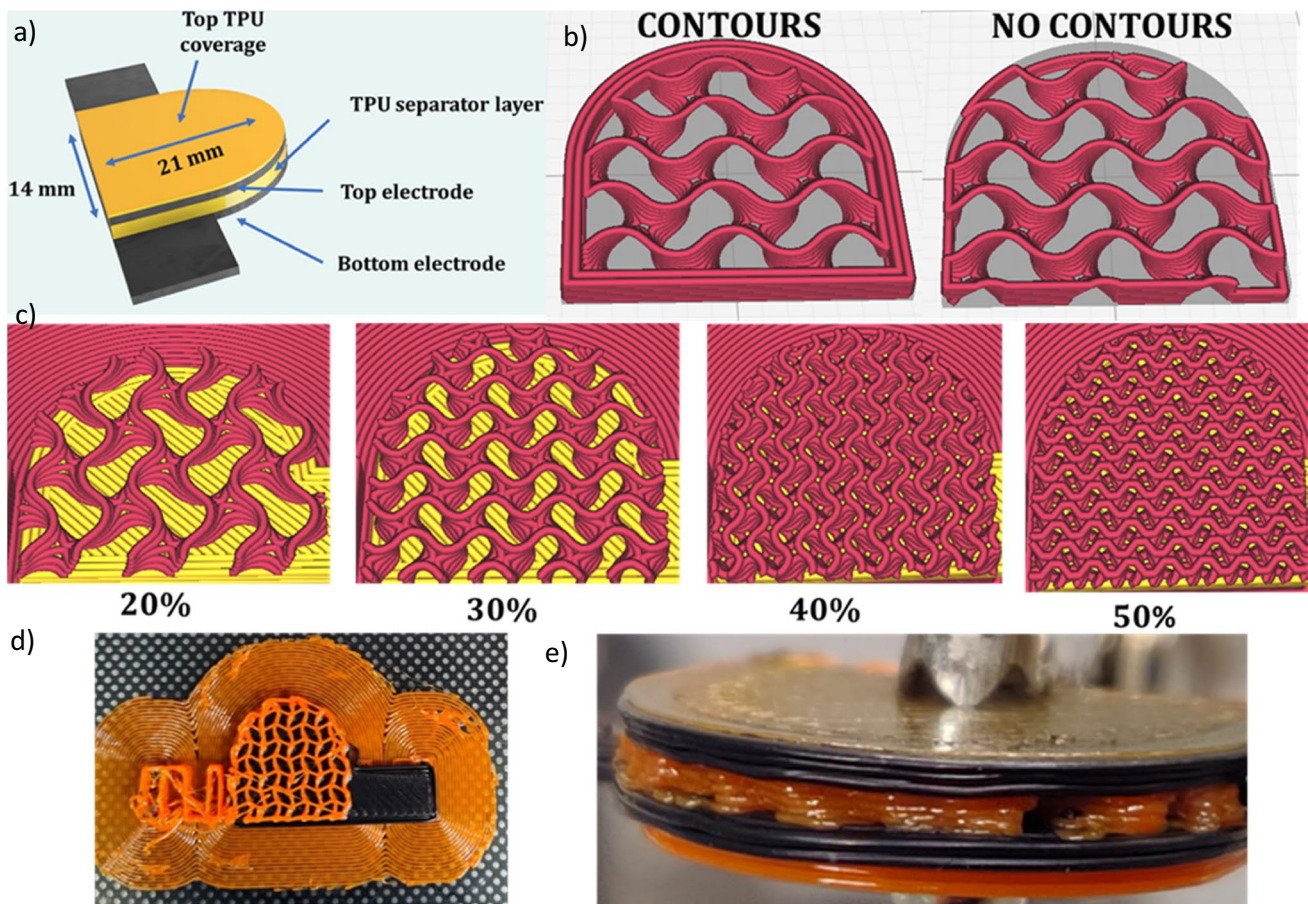 a)
Top TPU
coverage
TPU separator layer
21 mm
14 mm
Top electrode
Bottom electrode
b)
CONTOURS
NO CONTOURS
c)
20%
30%
40%
50%
d)
e)